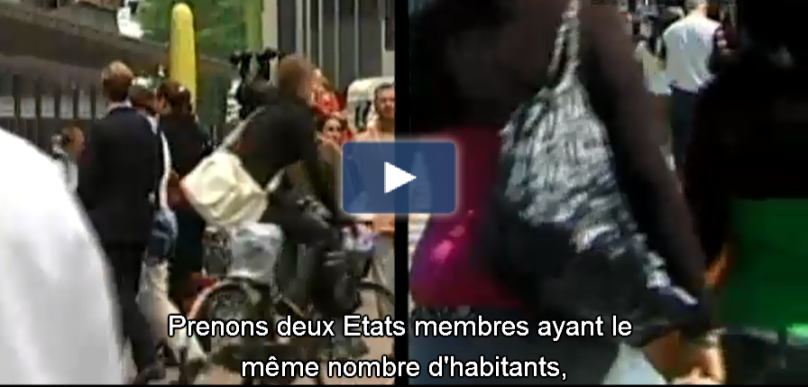 Prenons deux Etats membres ayant le
même nombre d'habitants,